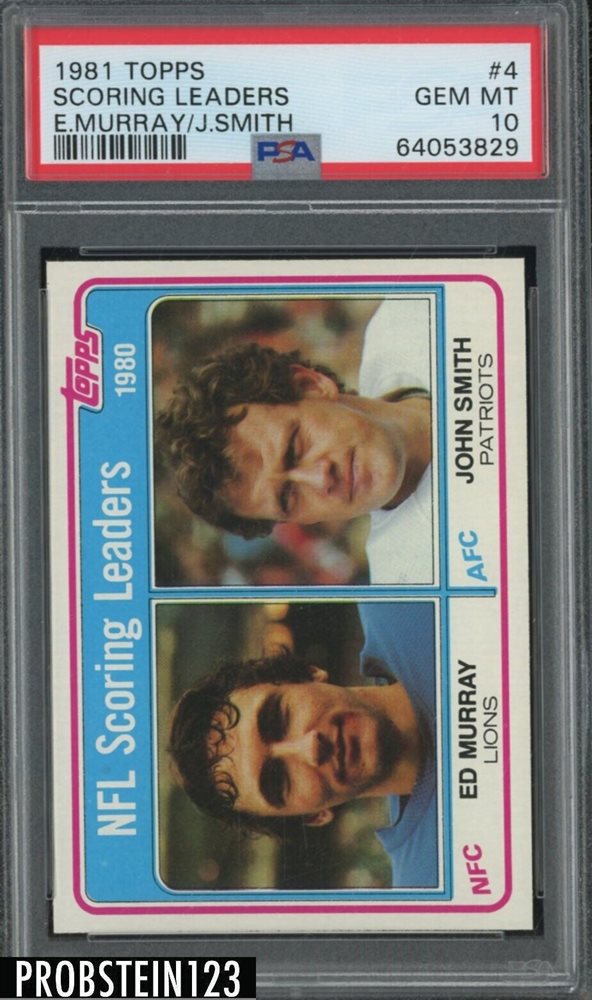 1981 TOPPS #4
SCORING LEADERS GEM MT
E.MURRAY/J.SMITH 10
PSA 64053829
topps
NFL Scoring Leaders 1980
NFC ED MURRAY
LIONS
AFC JOHN SMITH
PATRIOTS
PROBSTEIN123